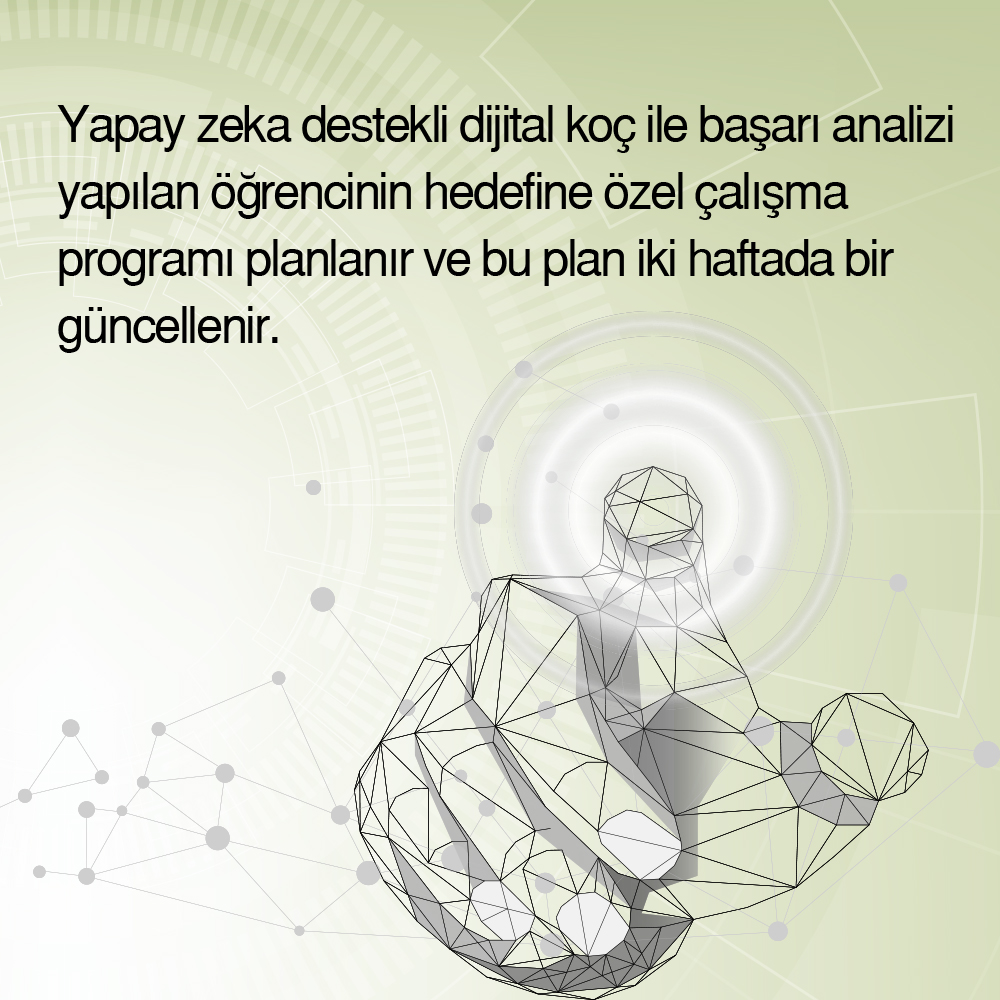 Yapay zeka destekli dijital koç ile başarı analizi
yapılan öğrencinin hedefine özel çalışma
programı planlanır ve bu plan iki haftada bir
güncellenir.